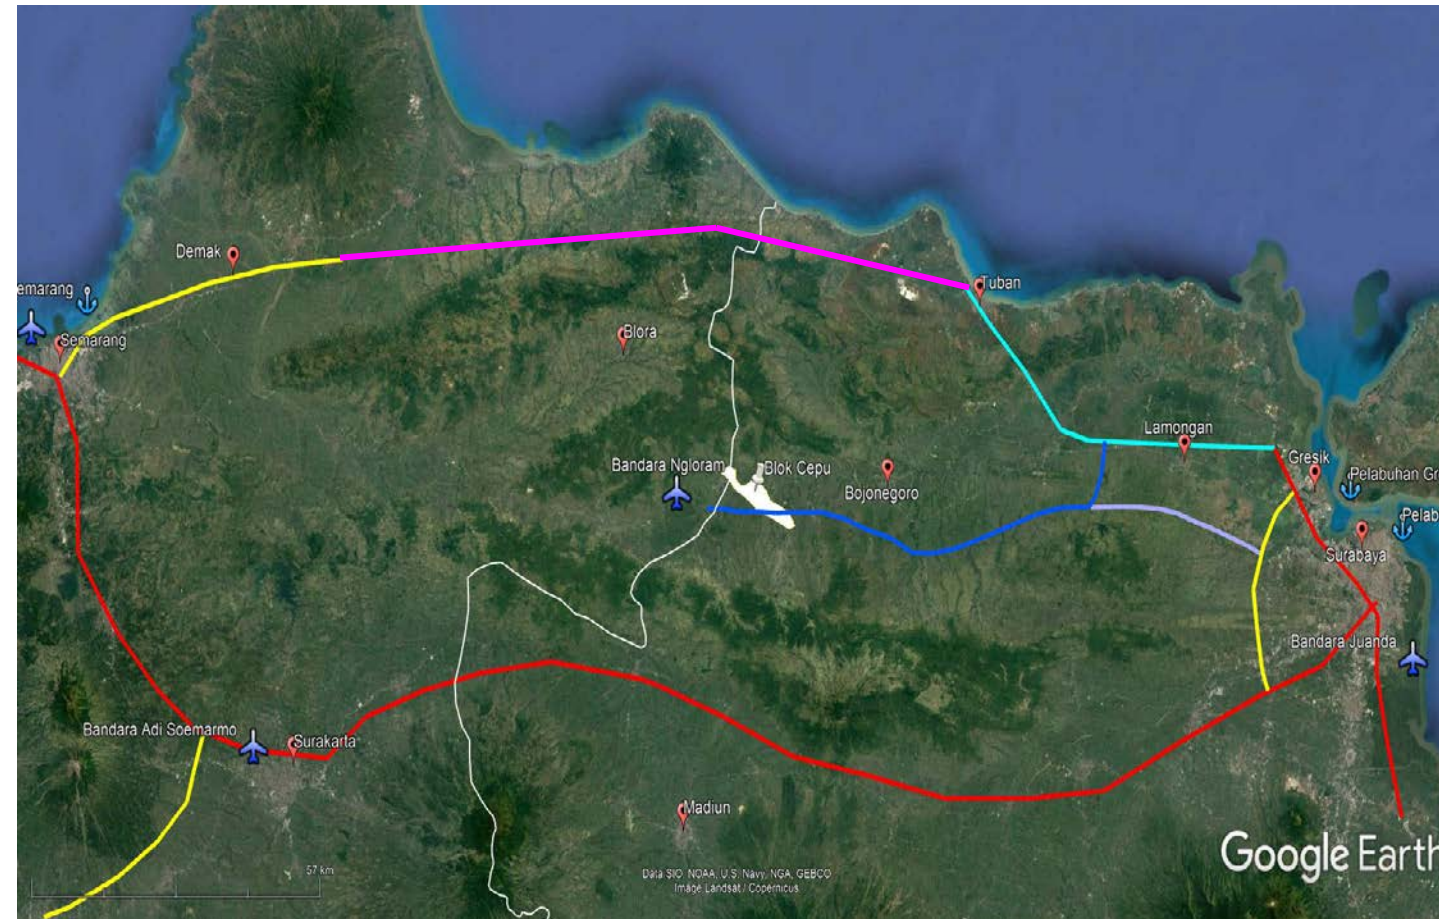 Demak
Tuban
emarang
Semarang
Blora
Lamongan
Bandara Ngloram
Blok Cepu
Gresik
Bojonegoro
Pelabuhan Gr
Pelab
Surabaya
Bandara Juanda
Bandara Adi Soemarmo
Surakarta
Madiun
Google Earth
57 km
Data SIO, NOAA, U.S. Navy, NGA, GEBCO
Image Landsat / Copernicus